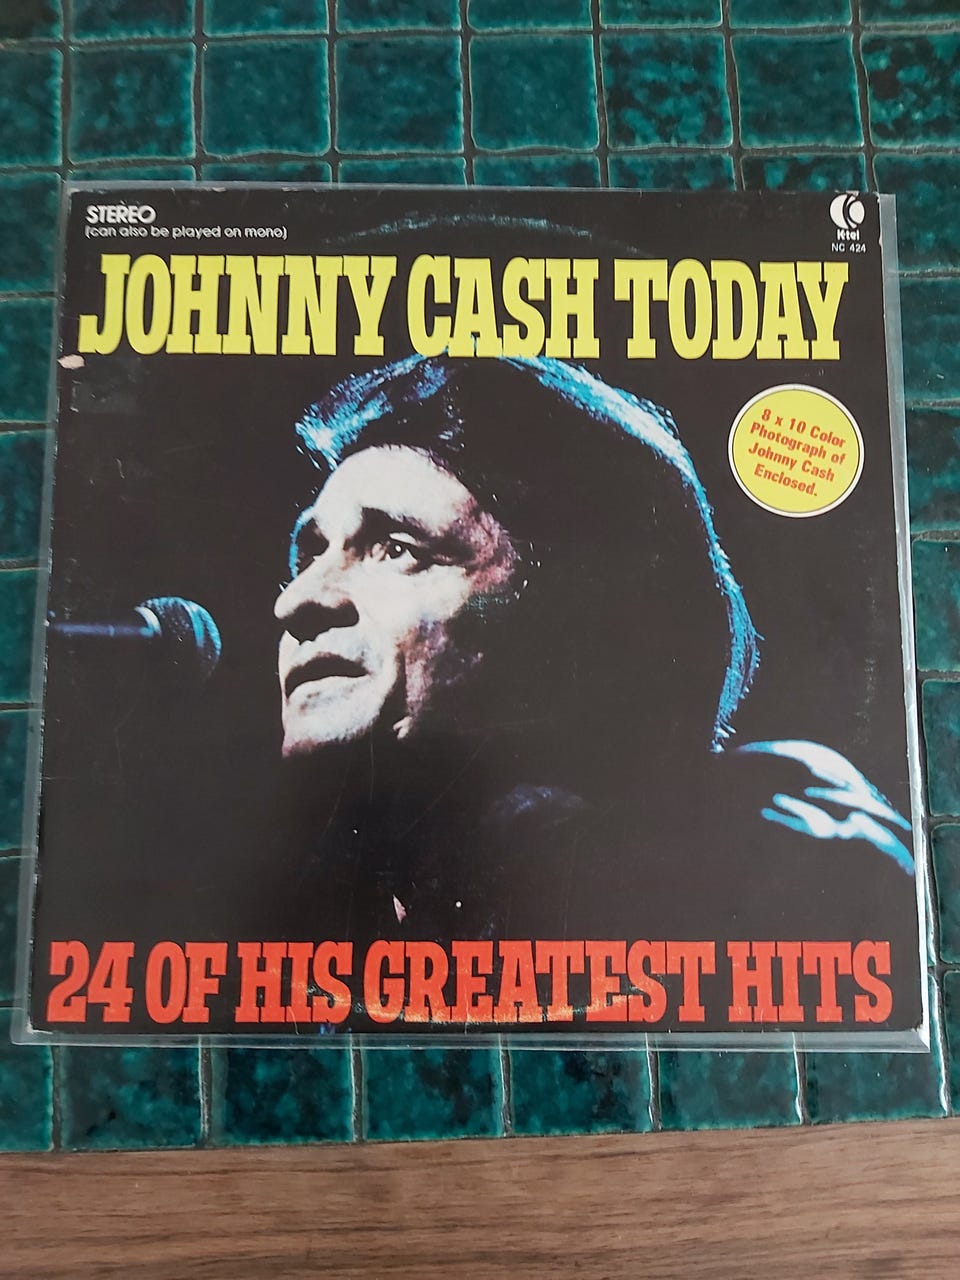 STEREO
(can also be played on mono)
K-tel
NC 424
JOHNNY CASH TODAY
8 x 10 Color
Photograph of
Johnny Cash
Enclosed.
24 OF HIS GREATEST HITS